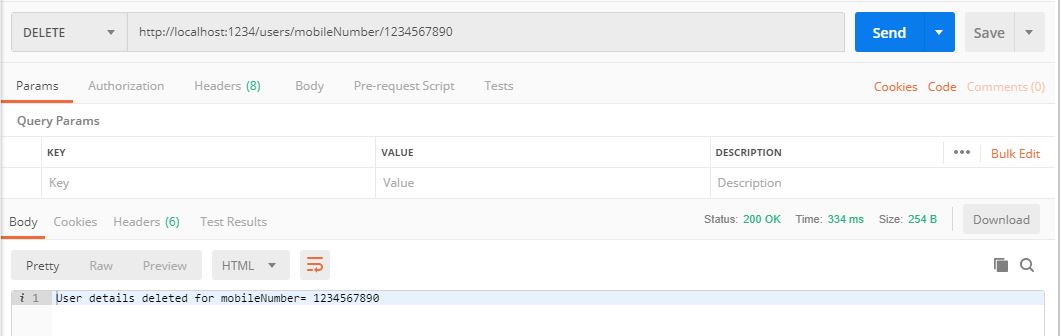 DELETE http://localhost:1234/users/mobileNumber/1234567890 Send Save
Params Authorization Headers (8) Body Pre-request Script Tests Cookies Code Comments (0)
Query Params
KEY VALUE DESCRIPTION ••• Bulk Edit
Key Value Description
Body Cookies Headers (6) Test Results Status: 200 OK Time: 334 ms Size: 254 B Download
Pretty Raw Preview HTML
i 1 User details deleted for mobileNumber= 1234567890